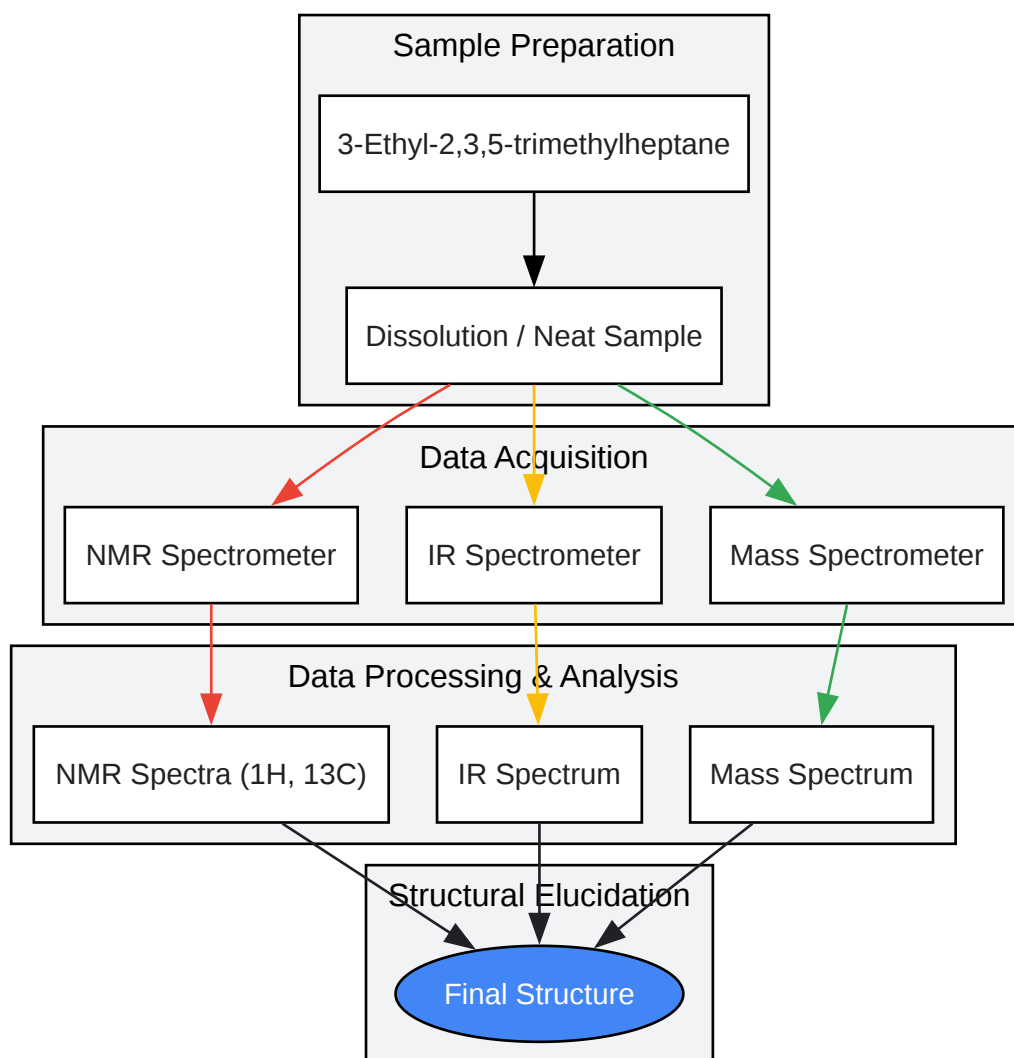 Sample Preparation
3-Ethyl-2,3,5-trimethylheptane
Dissolution / Neat Sample
Data Acquisition
NMR Spectrometer
IR Spectrometer
Mass Spectrometer
Data Processing & Analysis
NMR Spectra (1H, 13C)
IR Spectrum
Mass Spectrum
Structural Elucidation
Final Structure